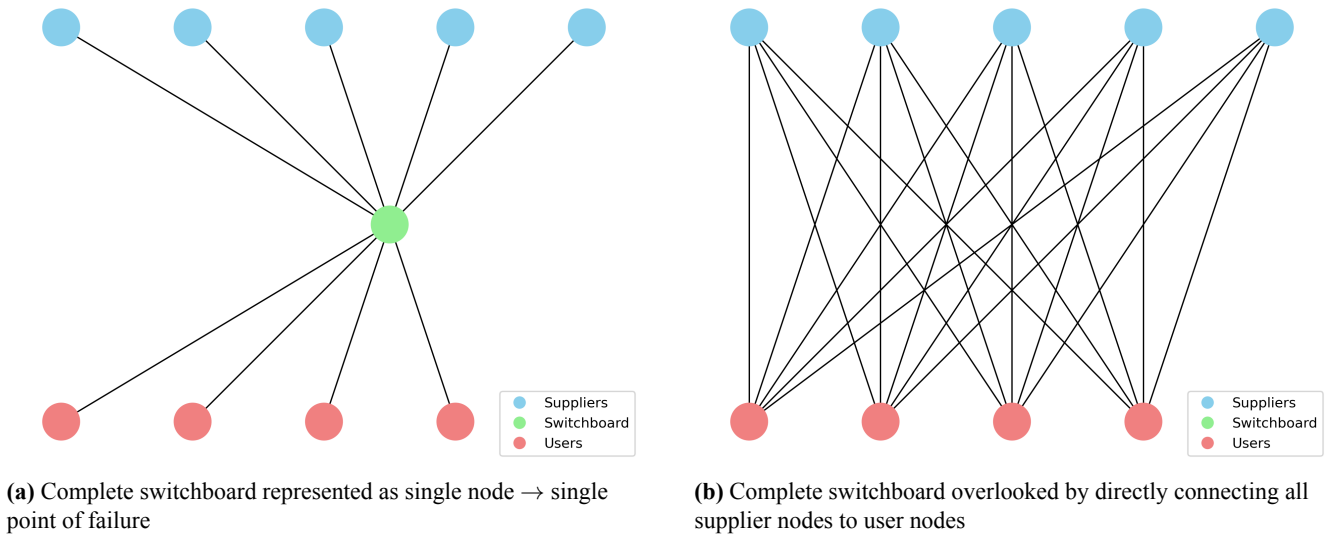 Suppliers
Switchboard
Users
(a) Complete switchboard represented as single node → single
point of failure
Suppliers
Switchboard
Users
(b) Complete switchboard overlooked by directly connecting all
supplier nodes to user nodes